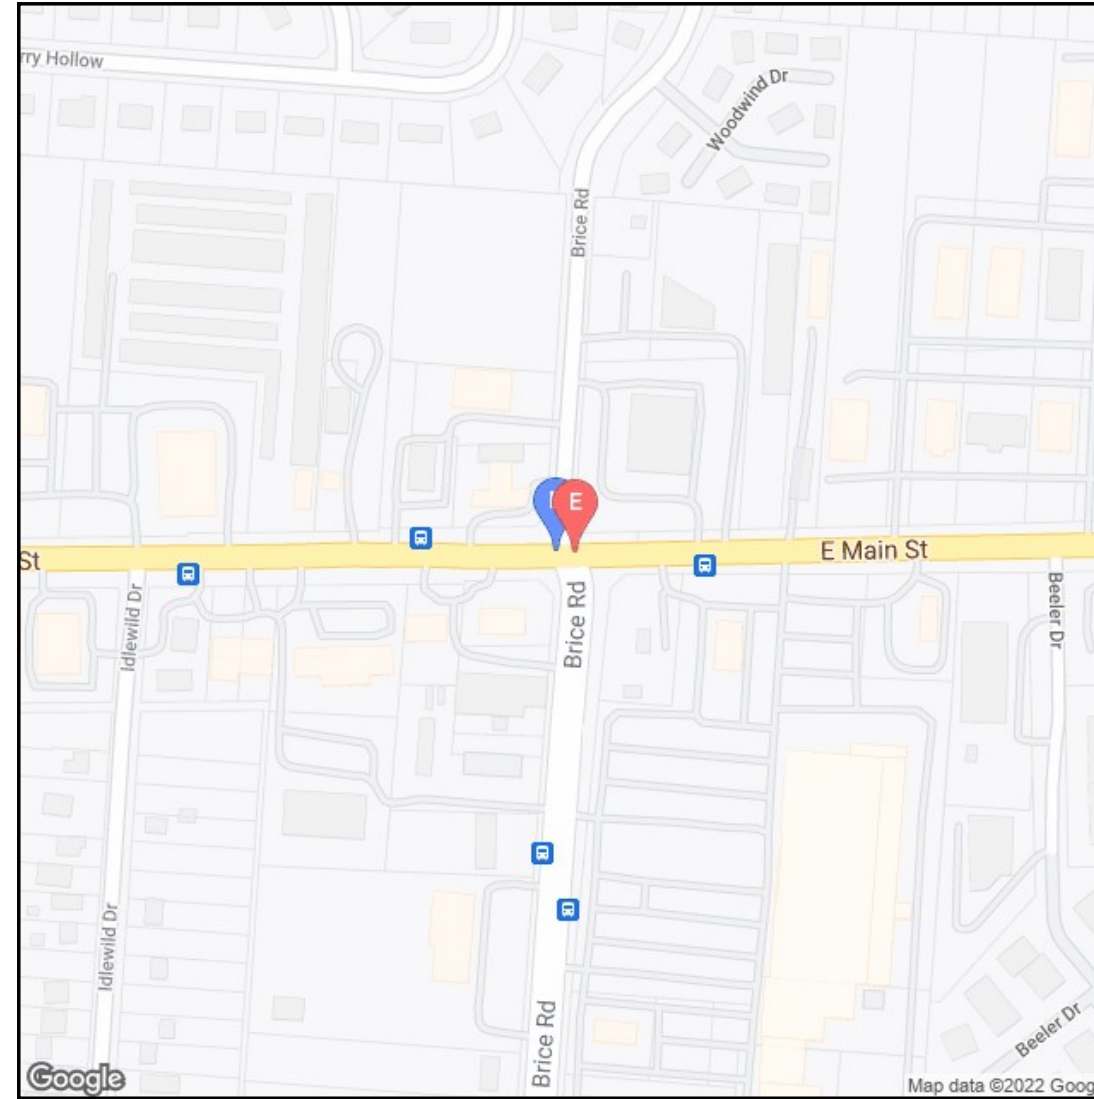 rry Hollow
Woodwind Dr
Brice Rd
E
St
E Main St
Idlewild Dr
Brice Rd
Beeler Dr
Idlewild Dr
Brice Rd
Beeler Dr
Google
Map data ©2022 Goog